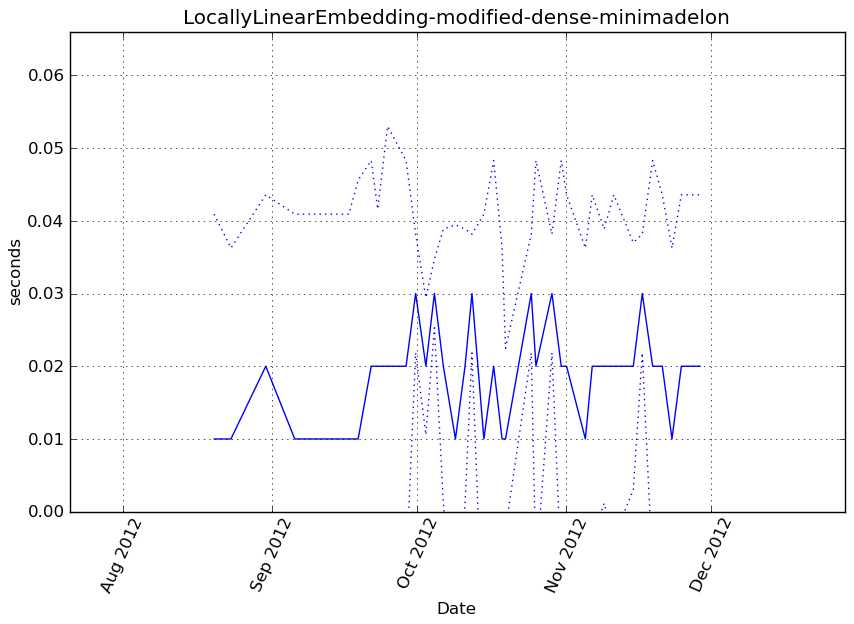 LocallyLinearEmbedding-modified-dense-minimadelon
0.06
0.05
0.04
0.03
0.02
0.01
0.00
seconds
Aug 2012
Sep 2012
Oct 2012
Nov 2012
Dec 2012
Date